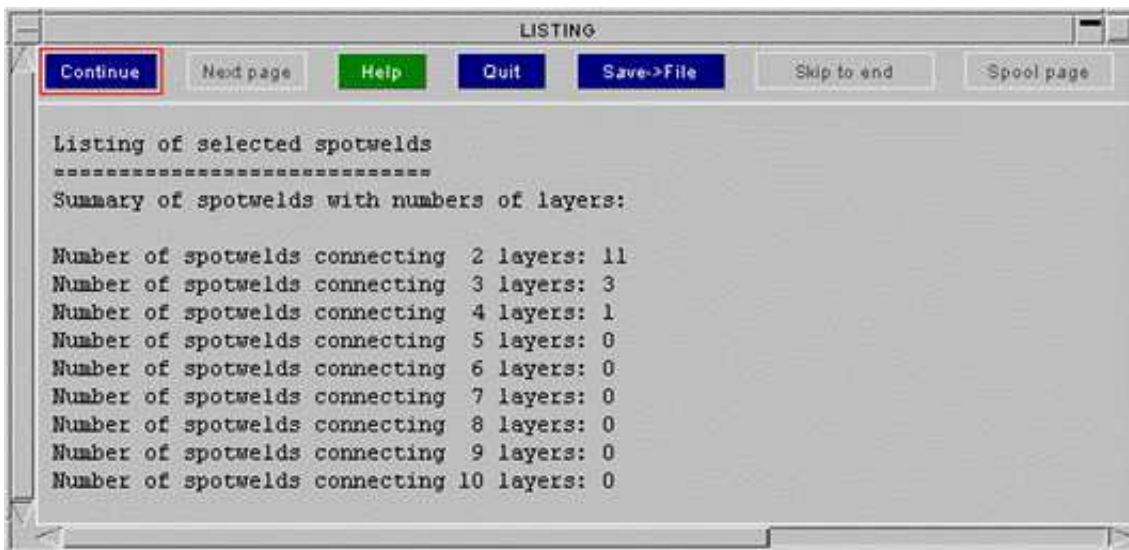 LISTING
Continue Next page Help Quit Save->File Skip to end Spool page
Listing of selected spotwelds
==============================
Summary of spotwelds with numbers of layers:
Number of spotwelds connecting  2 layers: 11
Number of spotwelds connecting  3 layers: 3
Number of spotwelds connecting  4 layers: 1
Number of spotwelds connecting  5 layers: 0
Number of spotwelds connecting  6 layers: 0
Number of spotwelds connecting  7 layers: 0
Number of spotwelds connecting  8 layers: 0
Number of spotwelds connecting  9 layers: 0
Number of spotwelds connecting 10 layers: 0